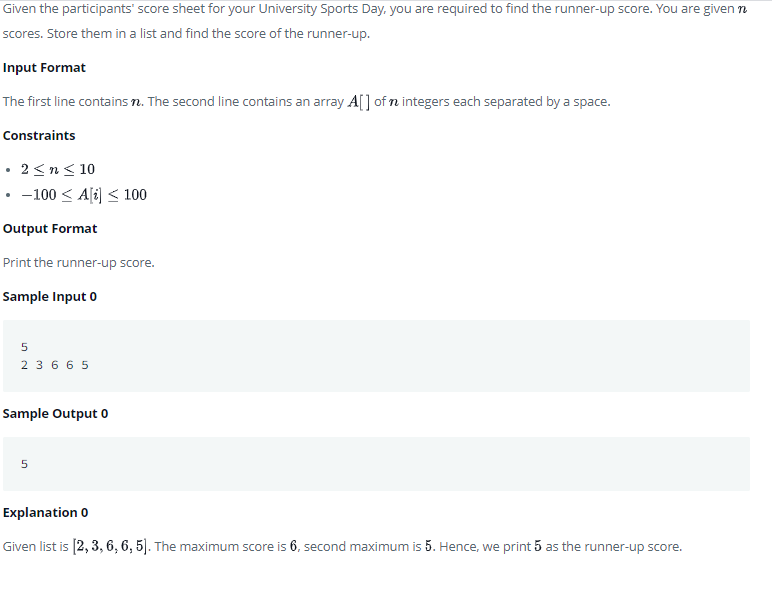 Given the participants' score sheet for your University Sports Day, you are required to find the runner-up score. You are given n
scores. Store them in a list and find the score of the runner-up.
Input Format
The first line contains n. The second line contains an array A[] of n integers each separated by a space.
Constraints
• 2 ≤ n ≤ 10
• −100 ≤ A[i] ≤ 100
Output Format
Print the runner-up score.
Sample Input 0
5
2 3 6 6 5
Sample Output 0
5
Explanation 0
Given list is [2, 3, 6, 6, 5]. The maximum score is 6, second maximum is 5. Hence, we print 5 as the runner-up score.